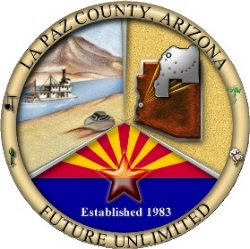 LA PAZ COUNTY, ARIZONA
Established 1983
FUTURE UNLIMITED